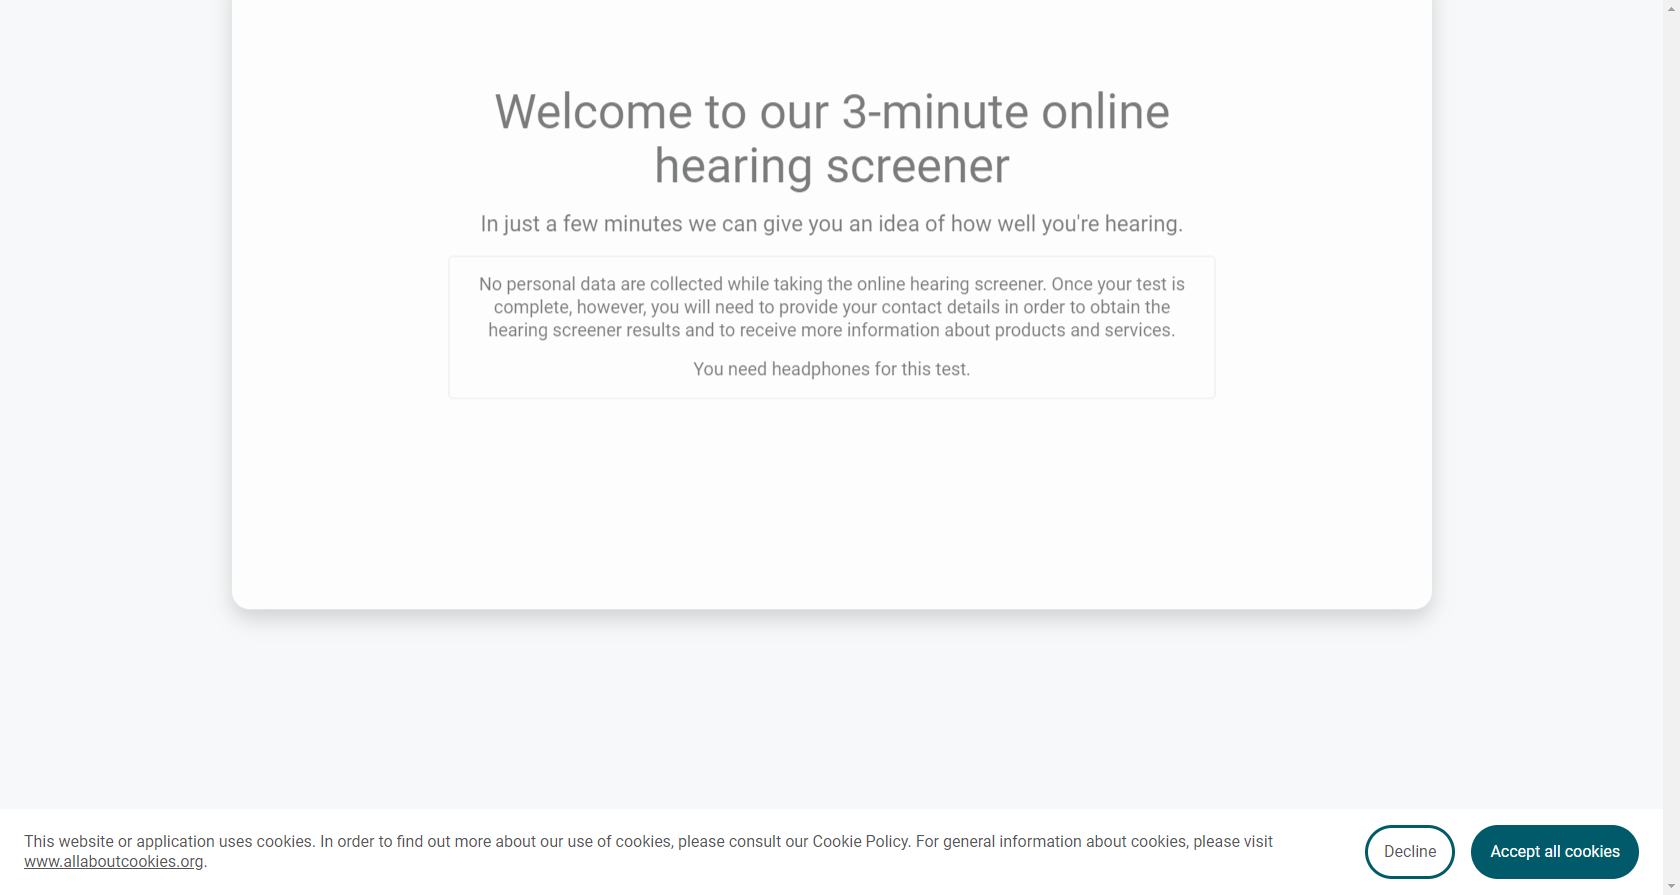 Welcome to our 3-minute online
hearing screener
In just a few minutes we can give you an idea of how well you're hearing.
No personal data are collected while taking the online hearing screener. Once your test is
complete, however, you will need to provide your contact details in order to obtain the
hearing screener results and to receive more information about products and services.
You need headphones for this test.
This website or application uses cookies. In order to find out more about our use of cookies, please consult our Cookie Policy. For general information about cookies, please visit
www.allaboutcookies.org.
Decline
Accept all cookies